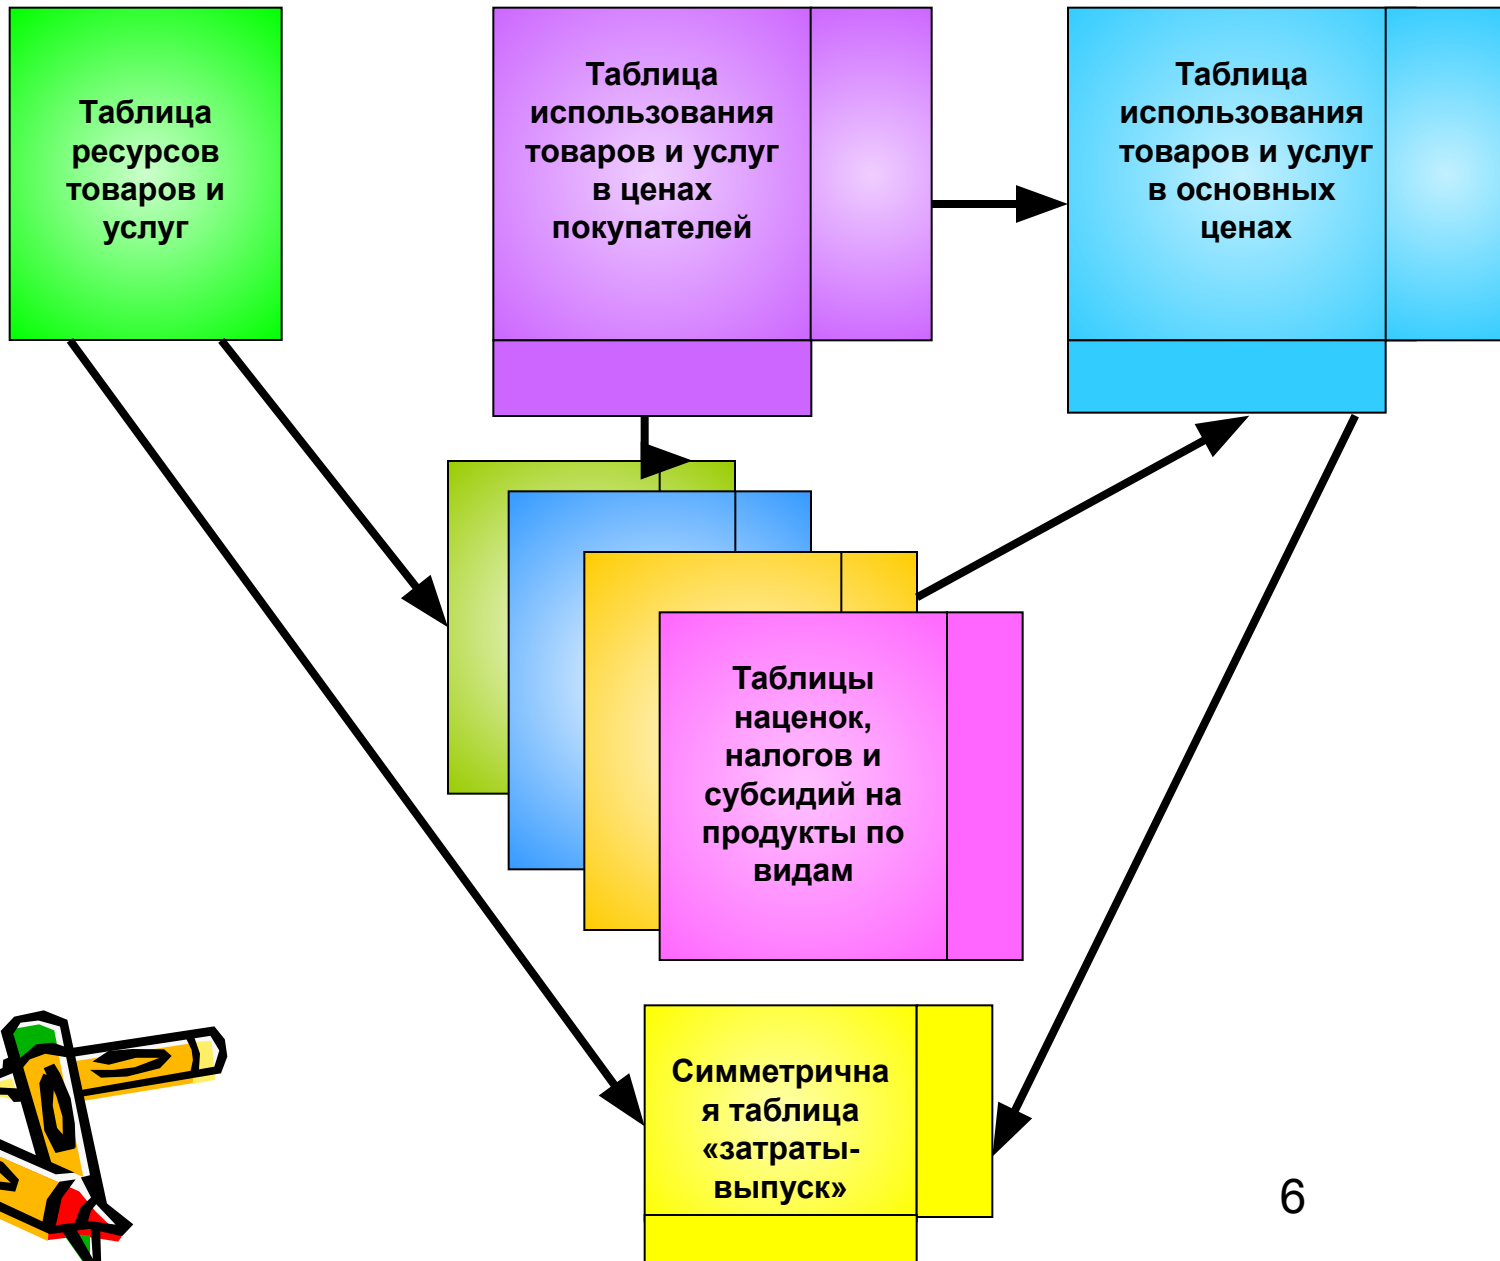 Таблица
ресурсов
товаров и
услуг
Таблица
использования
товаров и услуг
в ценах
покупателей
Таблица
использования
товаров и услуг
в основных
ценах
Таблицы
наценок,
налогов и
субсидий на
продукты по
видам
Симметрична
я таблица
«затраты-
выпуск»
6